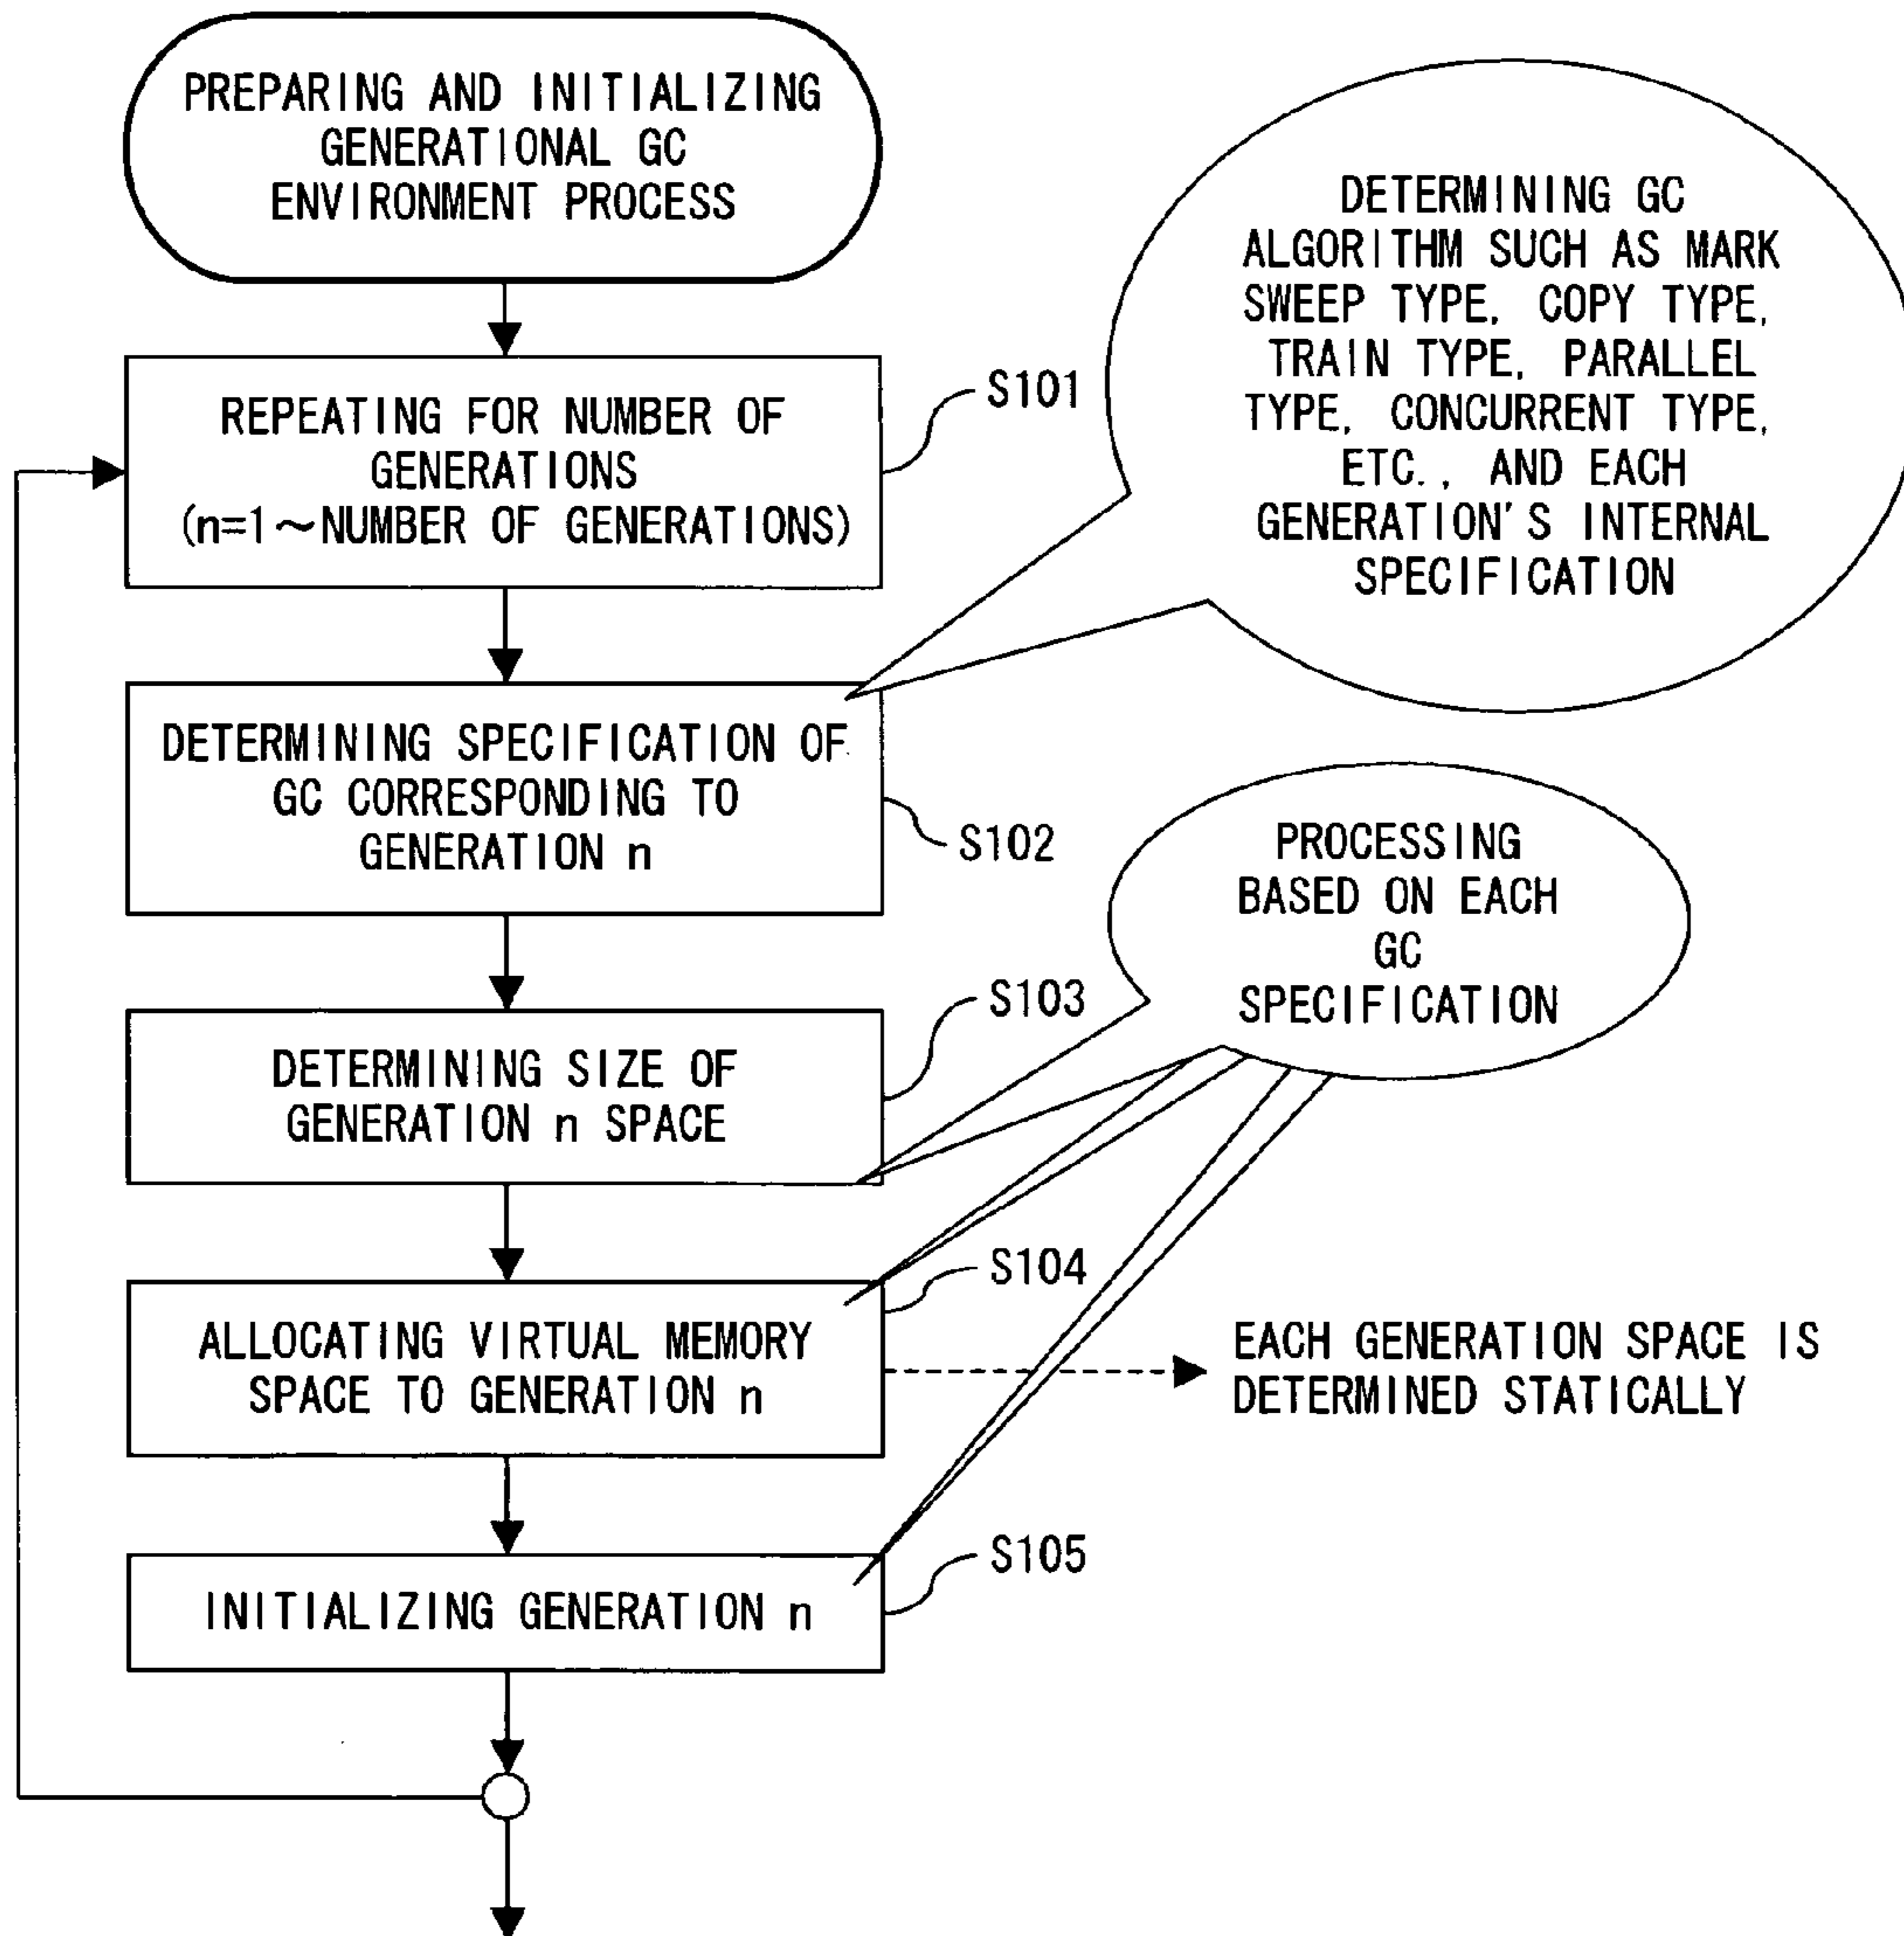 PREPARING AND INITIALIZING
GENERATIONAL GC
ENVIRONMENT PROCESS
REPEATING FOR NUMBER OF
GENERATIONS
(n=1～NUMBER OF GENERATIONS)
S101
DETERMINING GC
ALGORITHM SUCH AS MARK
SWEEP TYPE, COPY TYPE,
TRAIN TYPE, PARALLEL
TYPE, CONCURRENT TYPE,
ETC., AND EACH
GENERATION'S INTERNAL
SPECIFICATION
DETERMINING SPECIFICATION OF
GC CORRESPONDING TO
GENERATION n
S102
PROCESSING
BASED ON EACH
GC
SPECIFICATION
DETERMINING SIZE OF
GENERATION n SPACE
S103
ALLOCATING VIRTUAL MEMORY
SPACE TO GENERATION n
S104
EACH GENERATION SPACE IS
DETERMINED STATICALLY
INITIALIZING GENERATION n
S105